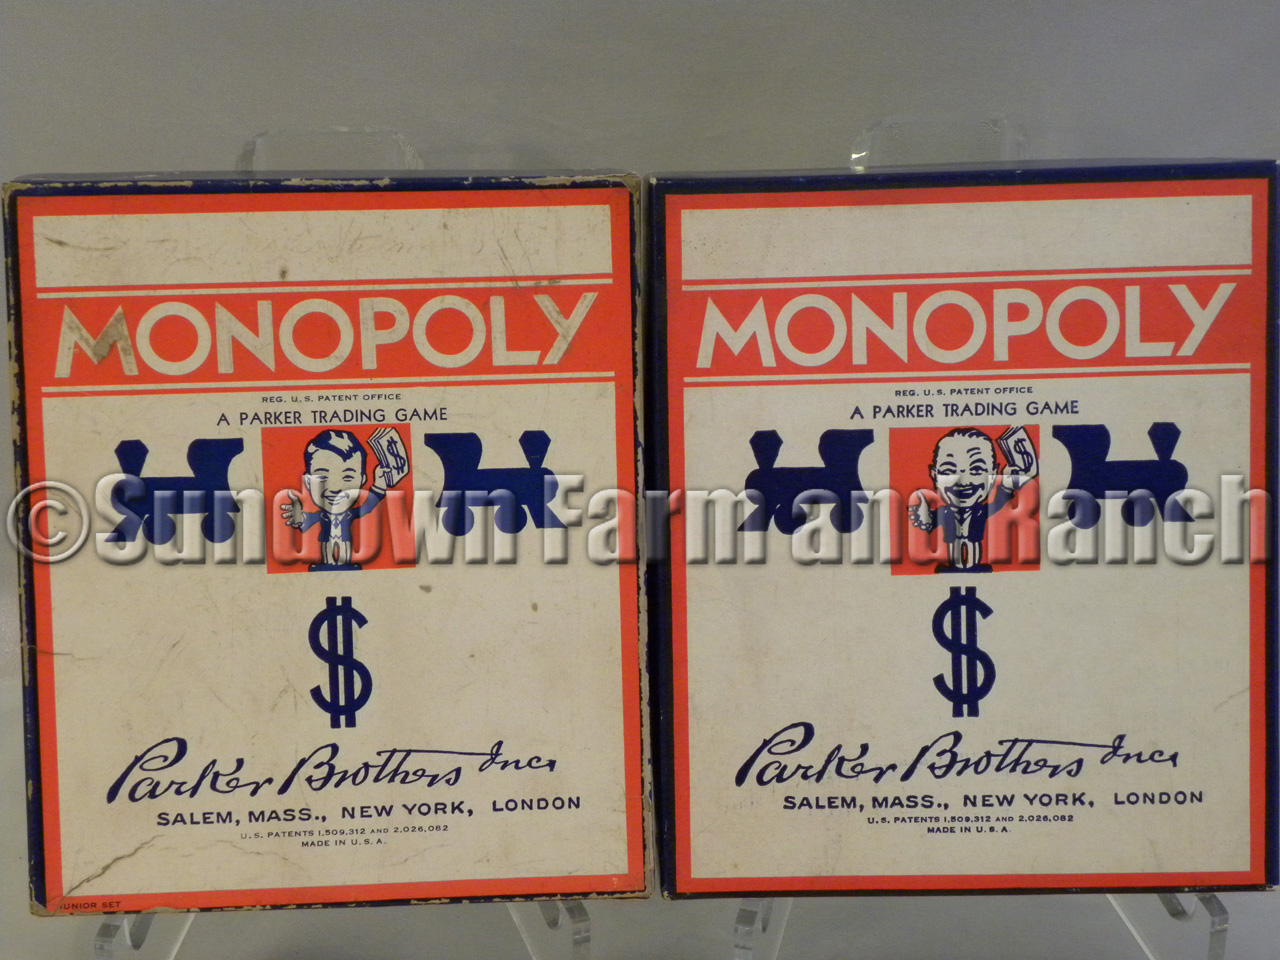 MONOPOLY
REG. U.S. PATENT OFFICE
A PARKER TRADING GAME
$
$
Parker Brothers Inc.
SALEM, MASS., NEW YORK, LONDON
U.S. PATENTS 1,509,312 AND 2,026,082
MADE IN U.S.A.
JUNIOR SET
MONOPOLY
REG. U.S. PATENT OFFICE
A PARKER TRADING GAME
$
$
Parker Brothers Inc.
SALEM, MASS., NEW YORK, LONDON
U.S. PATENTS 1,509,312 AND 2,026,082
MADE IN U.S.A.
©Sundown Farm and Ranch